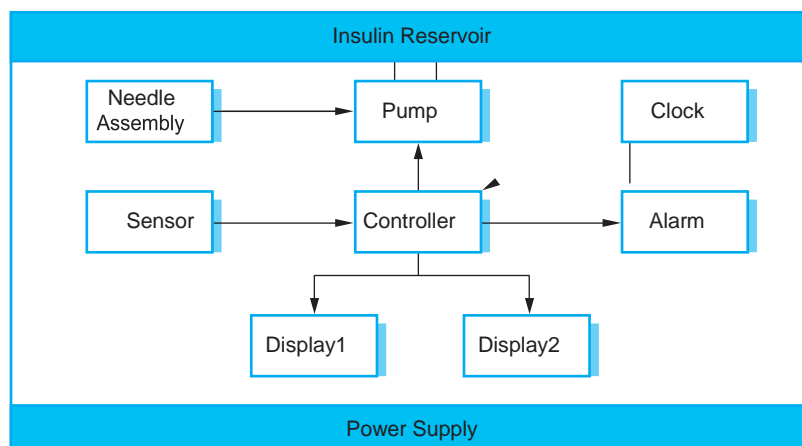 Insulin Reservoir
Needle
Assembly
Pump
Clock
Sensor
Controller
Alarm
Display1
Display2
Power Supply